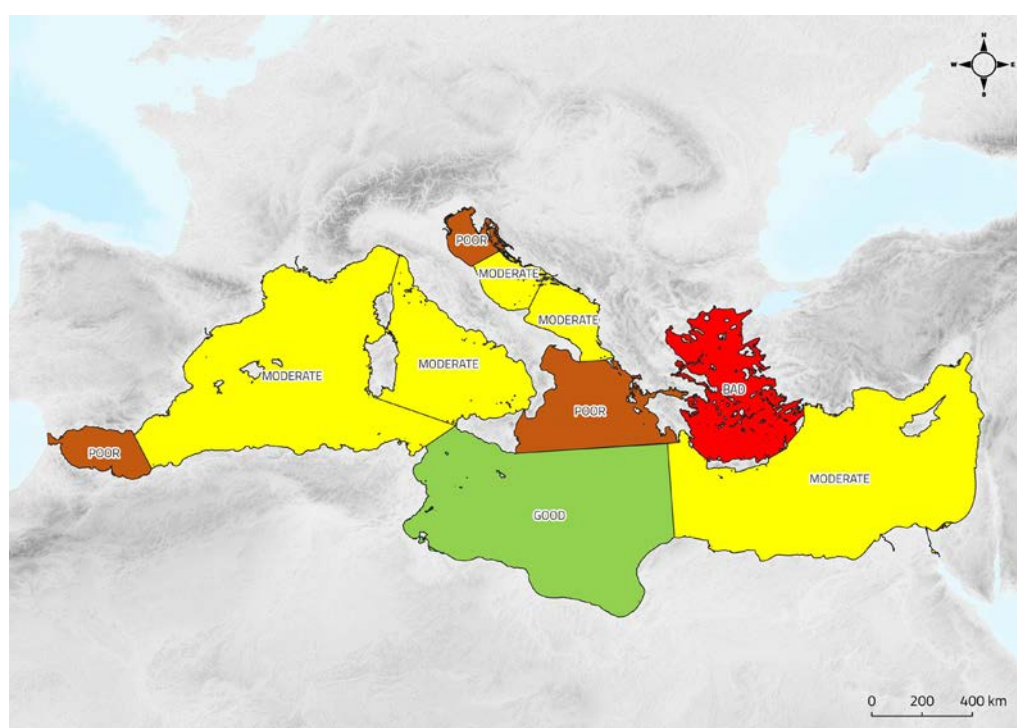 N
W E
S
POOR
MODERATE
MODERATE
MODERATE
MODERATE
BAD
POOR
POOR
MODERATE
GOOD
0 200 400 km